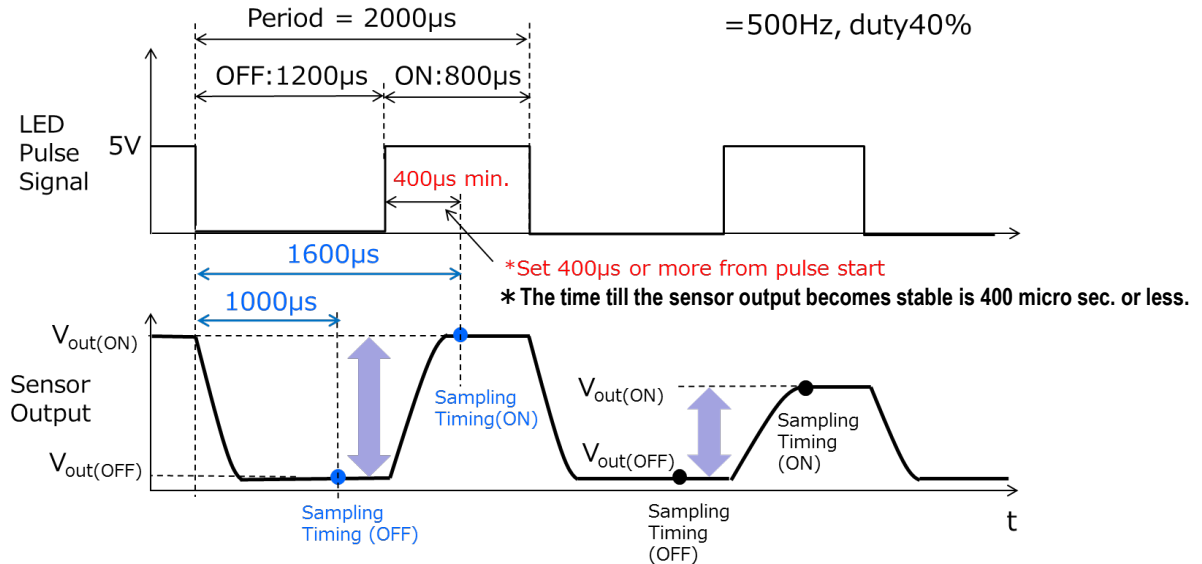 Period = 2000µs
=500Hz, duty40%
OFF:1200µs
ON:800µs
LED
Pulse
Signal
5V
400µs min.
1600µs
*Set 400µs or more from pulse start
1000µs
＊The time till the sensor output becomes stable is 400 micro sec. or less.
Vout(ON)
Sensor
Output
Vout(OFF)
Sampling
Timing(ON)
Vout(ON)
Vout(OFF)
Sampling
Timing
(ON)
Sampling
Timing (OFF)
Sampling
Timing
(OFF)
t